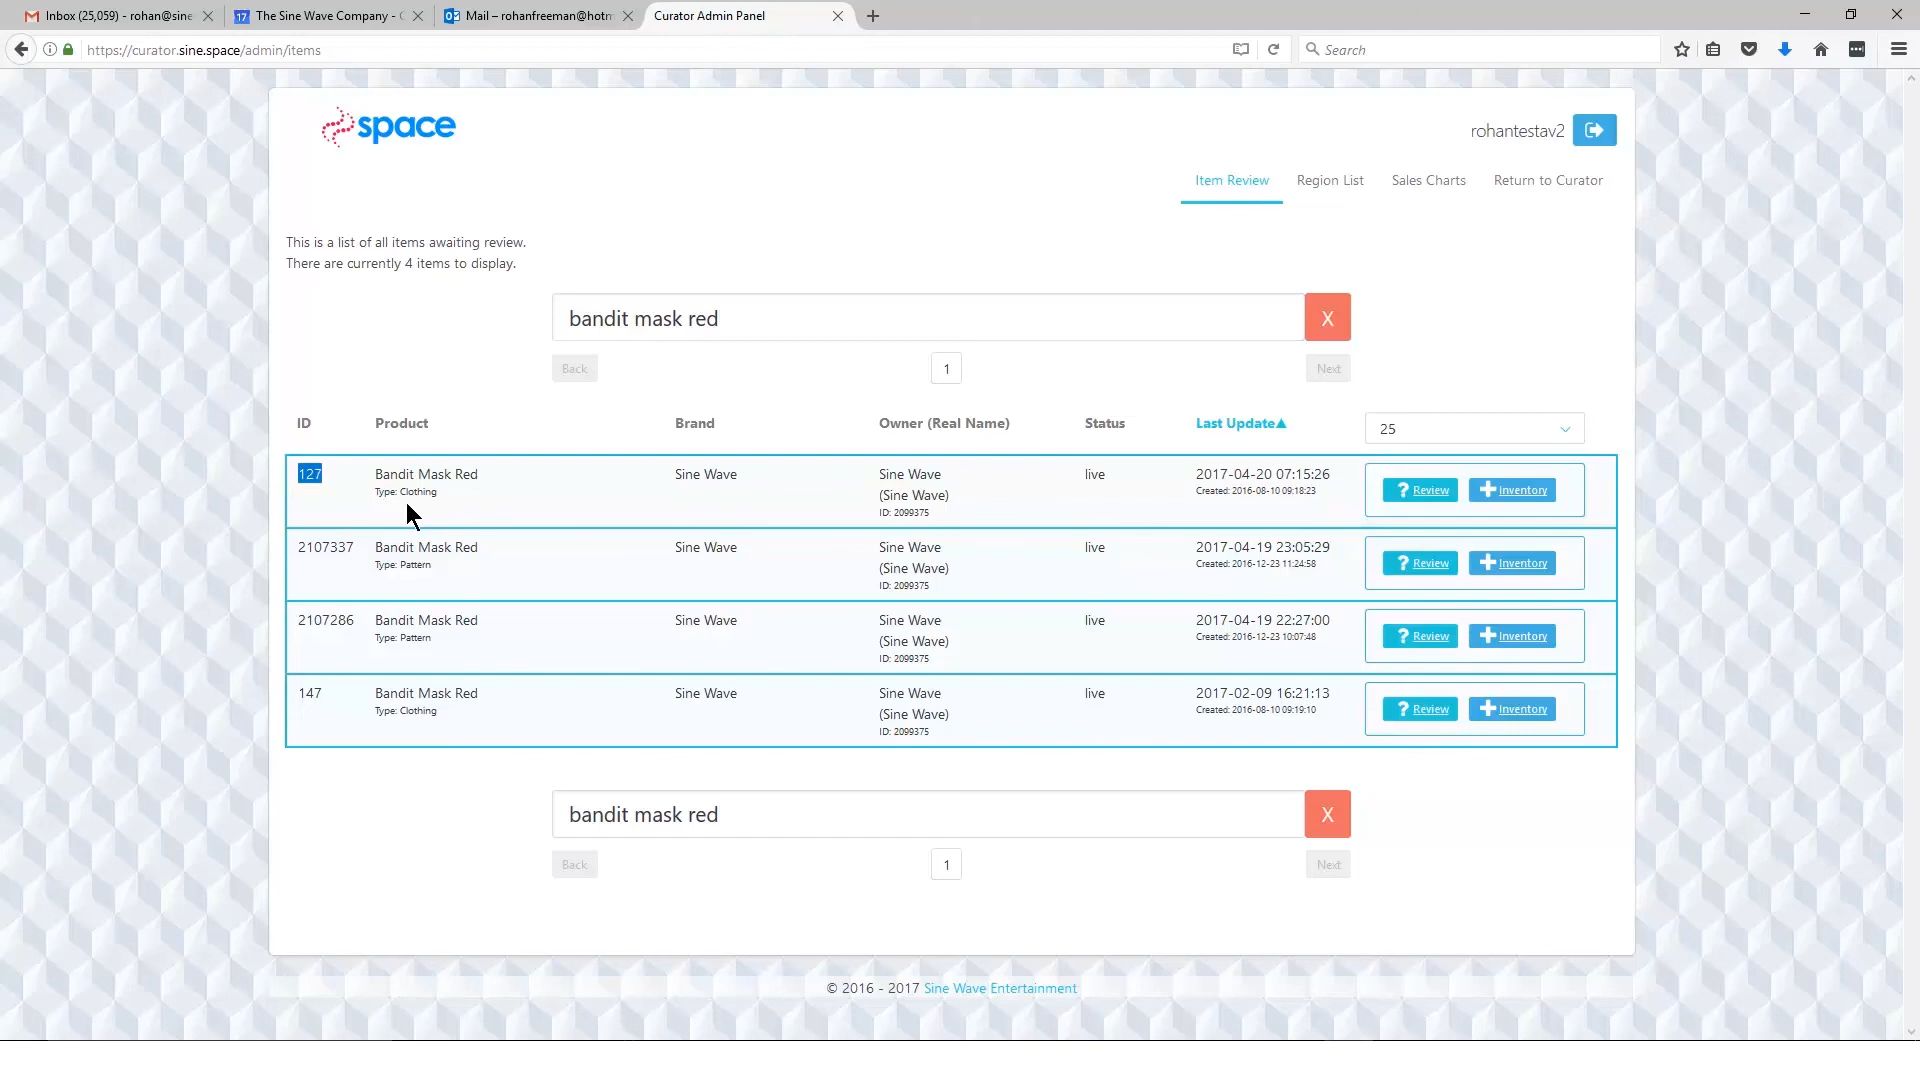 Inbox (25,059) - rohan@sine
17 The Sine Wave Company - C
Mail – rohanfreeman@hotm
Curator Admin Panel
https://curator.sine.space/admin/items
Search
space
rohantestav2
Item Review Region List Sales Charts Return to Curator
This is a list of all items awaiting review.
There are currently 4 items to display.
bandit mask red X
Back 1 Next
ID Product Brand Owner (Real Name) Status Last Update▲ 25
127 Bandit Mask Red Sine Wave Sine Wave live 2017-04-20 07:15:26 ? Review + Inventory
Type: Clothing (Sine Wave) Created: 2016-08-10 09:18:23
ID: 2099375
2107337 Bandit Mask Red Sine Wave Sine Wave live 2017-04-19 23:05:29 ? Review + Inventory
Type: Pattern (Sine Wave) Created: 2016-12-23 11:24:58
ID: 2099375
2107286 Bandit Mask Red Sine Wave Sine Wave live 2017-04-19 22:27:00 ? Review + Inventory
Type: Pattern (Sine Wave) Created: 2016-12-23 10:07:48
ID: 2099375
147 Bandit Mask Red Sine Wave Sine Wave live 2017-02-09 16:21:13 ? Review + Inventory
Type: Clothing (Sine Wave) Created: 2016-08-10 09:19:10
ID: 2099375
bandit mask red X
Back 1 Next
© 2016 - 2017 Sine Wave Entertainment